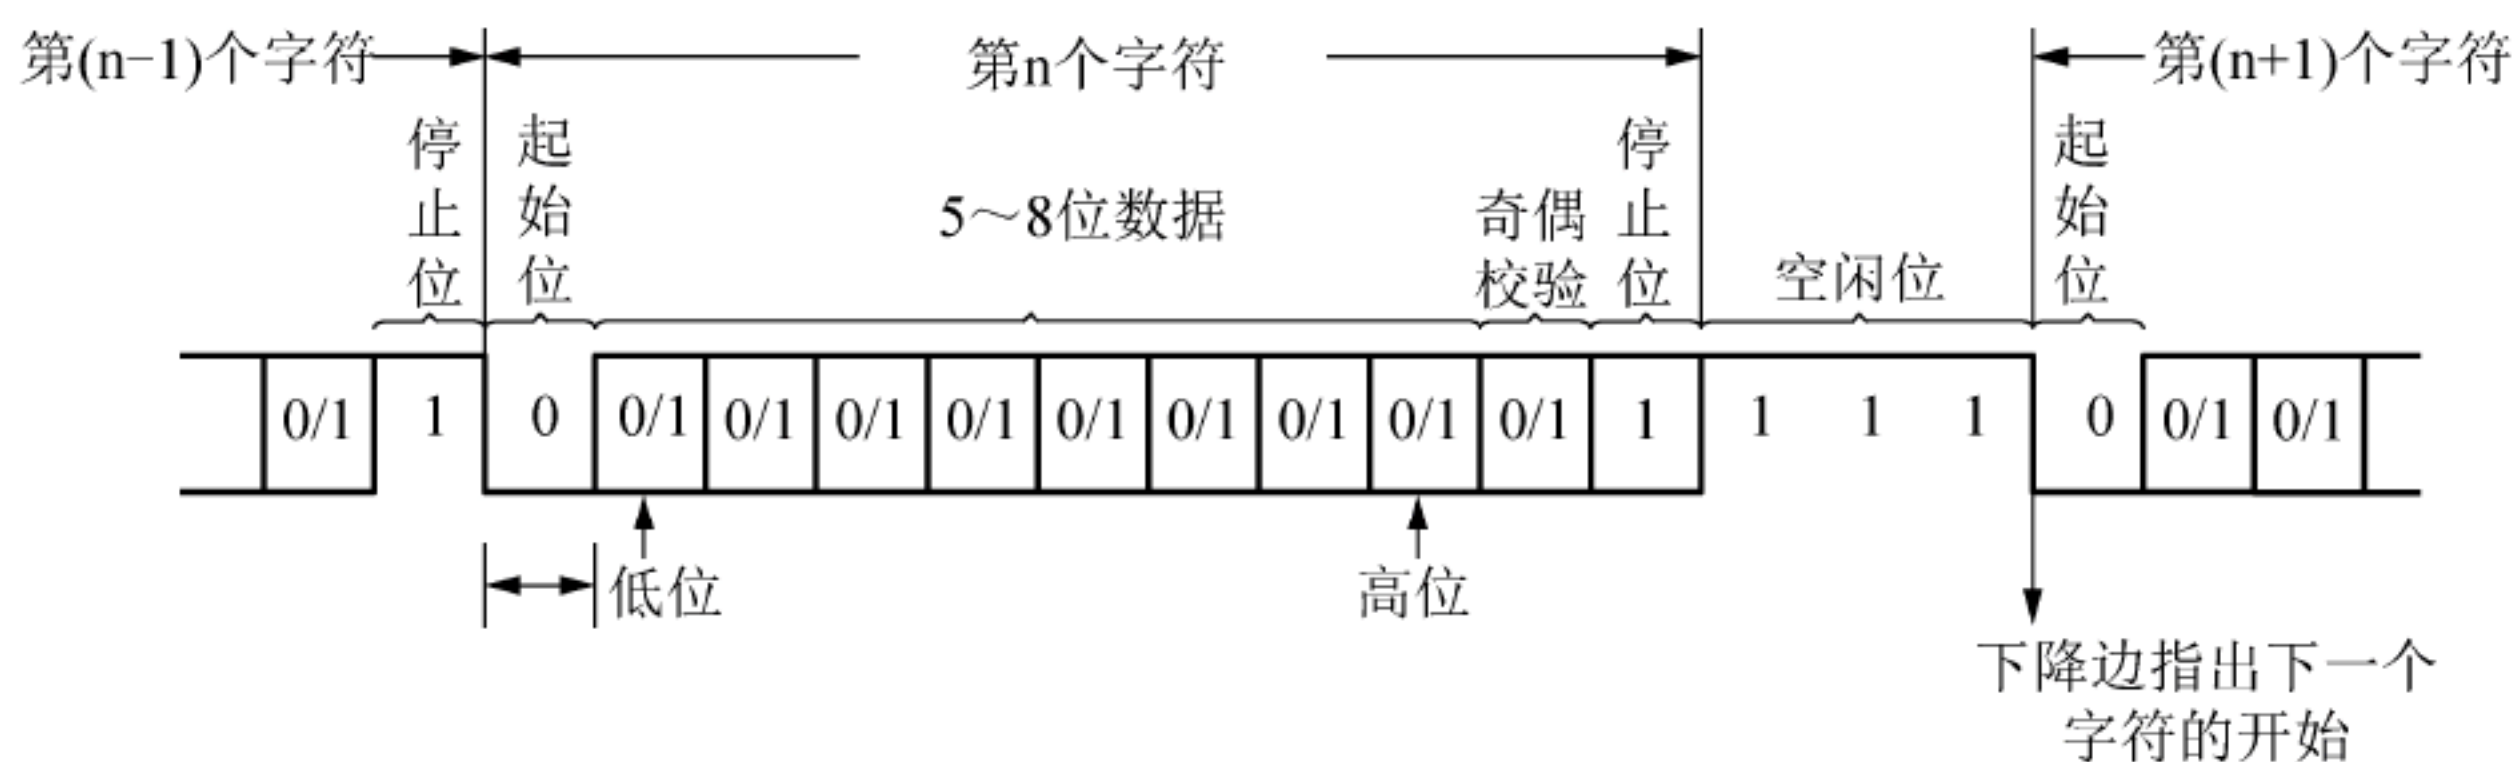 第(n−1)个字符
第n个字符
第(n+1)个字符
停止位
起始位
5～8位数据
奇偶校验
停止位
空闲位
起始位
0/1 1 0 0/1 0/1 0/1 0/1 0/1 0/1 0/1 0/1 0/1 1 1 1 1 0 0/1 0/1
低位
高位
下降边指出下一个
字符的开始